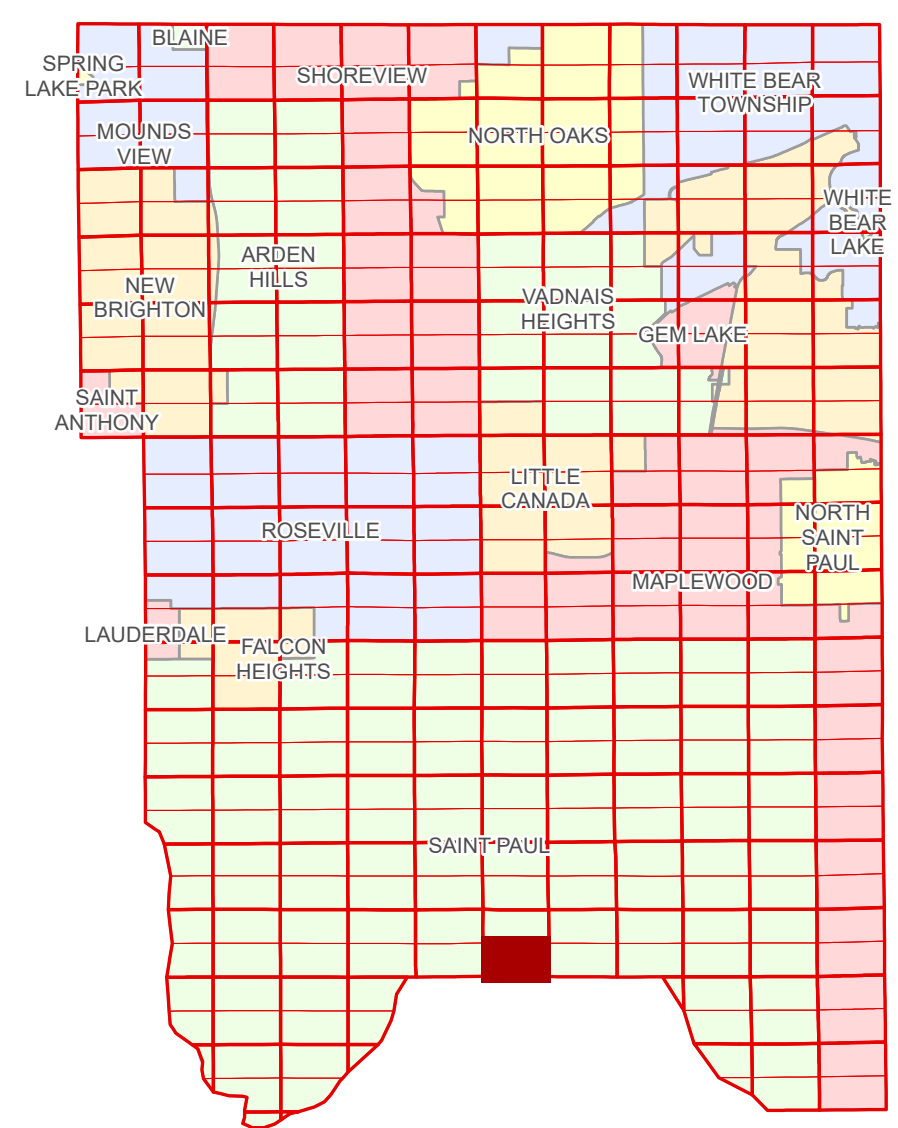 BLAINE
SPRING
LAKE PARK
SHOREVIEW
WHITE BEAR
TOWNSHIP
MOUNDS
VIEW
NORTH OAKS
WHITE
BEAR
LAKE
ARDEN
HILLS
NEW
BRIGHTON
VADNAIS
HEIGHTS
GEM LAKE
SAINT
ANTHONY
LITTLE
CANADA
ROSEVILLE
NORTH
SAINT
PAUL
MAPLEWOOD
LAUDERDALE
FALCON
HEIGHTS
SAINT PAUL